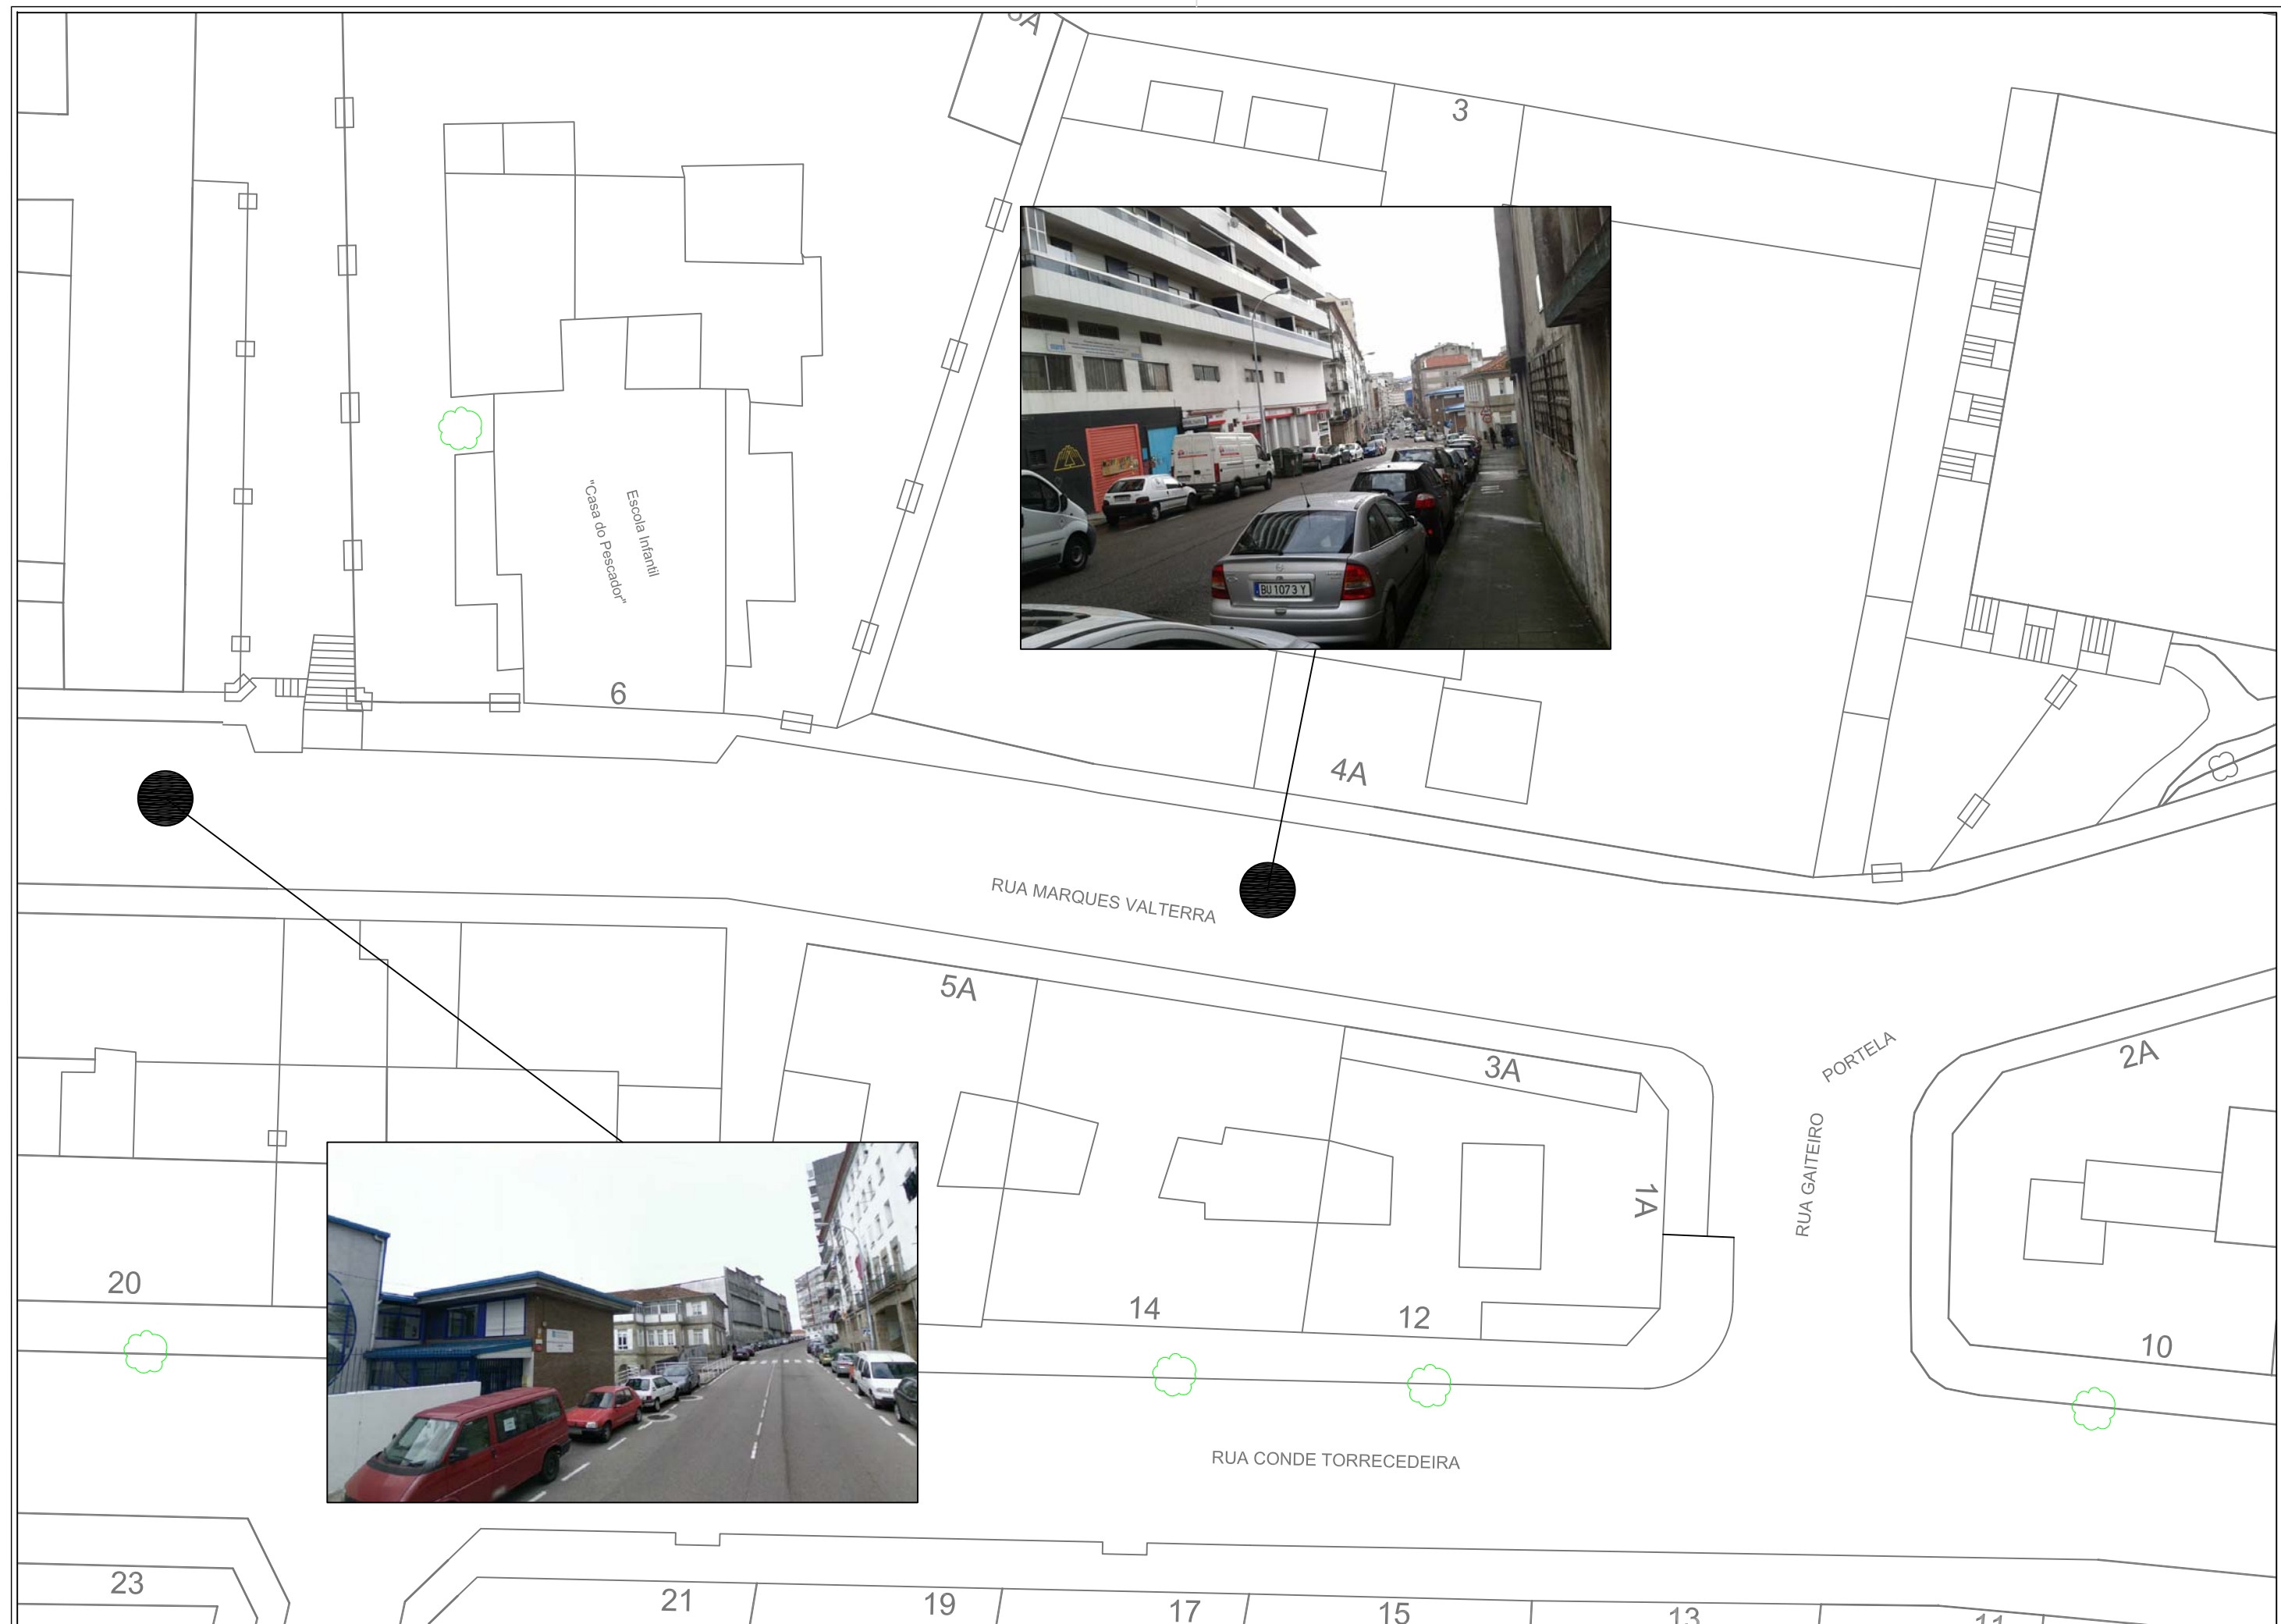 3
"Casa do Pescador"
Escola Infantil
BU 1073 Y
6
4A
RUA MARQUES VALTERRA
5A
3A
PORTELA
2A
RUA GAITEIRO
1A
20
14
12
10
RUA CONDE TORRECEDEIRA
23
21
19
17
15
13
11